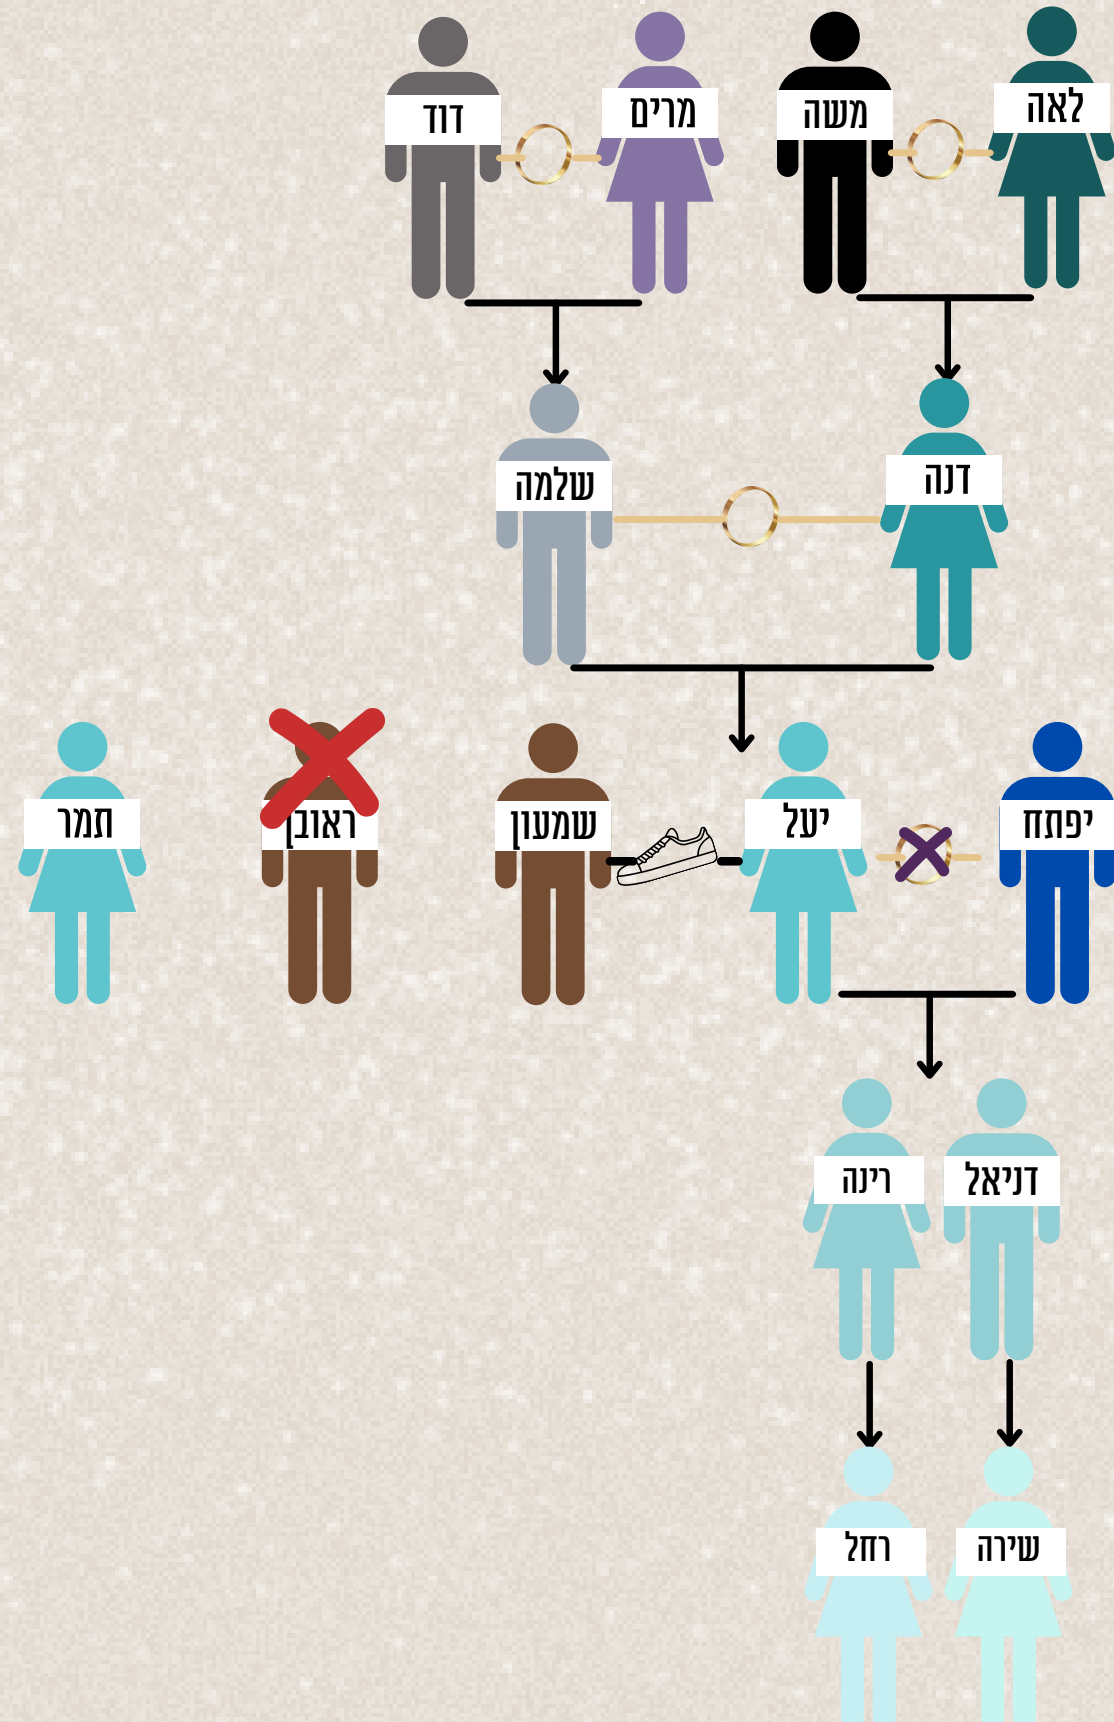 לאה
משה
מרים
דוד
דנה
שלמה
יפתח
יעל
שמעון
ראובן
תמר
דניאל
רינה
שירה
רחל